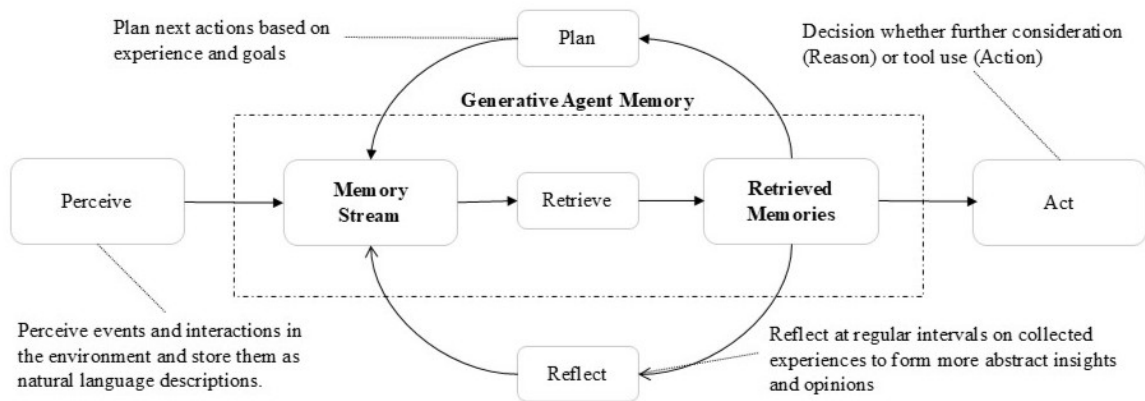 Plan next actions based on
experience and goals
Plan
Decision whether further consideration
(Reason) or tool use (Action)
Generative Agent Memory
Perceive
Memory
Stream
Retrieve
Retrieved
Memories
Act
Perceive events and interactions in
the environment and store them as
natural language descriptions.
Reflect
Reflect at regular intervals on collected
experiences to form more abstract insights
and opinions